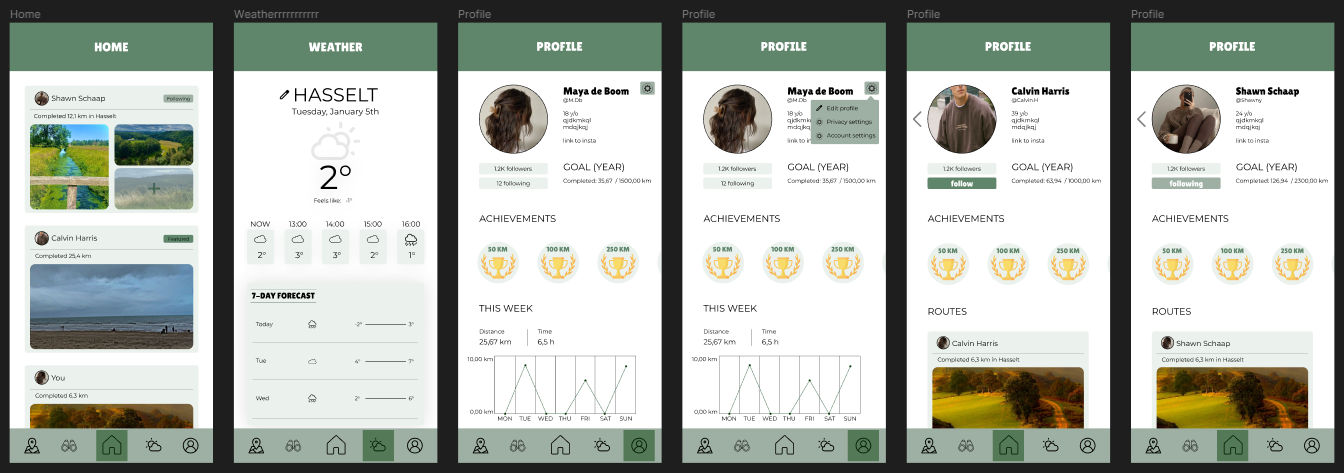 Home
HOME
Shawn Schaap
Following
Completed 12,1 km in Hasselt
Calvin Harris
Featured
Completed 25,4 km
You
Completed 6,3 km
Weatherrrrrrrrrrr
WEATHER
HASSELT
Tuesday, January 5th
2°
Feels like: -1°
NOW 13:00 14:00 15:00 16:00
2° 3° 3° 2° 1°
7-DAY FORECAST
Today -2° 3°
Tue 4° 7°
Wed 2° 6°
Profile
PROFILE
Maya de Boom
@M.Db
18 y/o
qjdkmkql
mdqjkqj
link to insta
1.2K followers
12 following
GOAL (YEAR)
Completed: 35,67 / 1500,00 km
ACHIEVEMENTS
50 KM 100 KM 250 KM
THIS WEEK
Distance Time
25,67 km 6,5 h
10,00 km
0,00 km
MON TUE WED THU FRI SAT SUN
Profile
PROFILE
Maya de Boom
@M.Db
18 y/o
qjdkmk
mdqjkq
link to in
Edit profile
Privacy settings
Account settings
1.2K followers
12 following
GOAL (YEAR)
Completed: 35,67 / 1500,00 km
ACHIEVEMENTS
50 KM 100 KM 250 KM
THIS WEEK
Distance Time
25,67 km 6,5 h
10,00 km
0,00 km
MON TUE WED THU FRI SAT SUN
Profile
PROFILE
Calvin Harris
@Calvin.H
39 y/o
qjdkmkql
mdqjkqj
link to insta
1.2K followers
follow
GOAL (YEAR)
Completed: 63,94 / 1000,00 km
ACHIEVEMENTS
50 KM 100 KM 250 KM
ROUTES
Calvin Harris
Completed 6,3 km in Hasselt
Profile
PROFILE
Shawn Schaap
@Shawny
24 y/o
qjdkmkql
mdqjkqj
link to insta
1.2K followers
following
GOAL (YEAR)
Completed: 126,94 / 2300,00 km
ACHIEVEMENTS
50 KM 100 KM 250 KM
ROUTES
Shawn Schaap
Completed 6,3 km in Hasselt